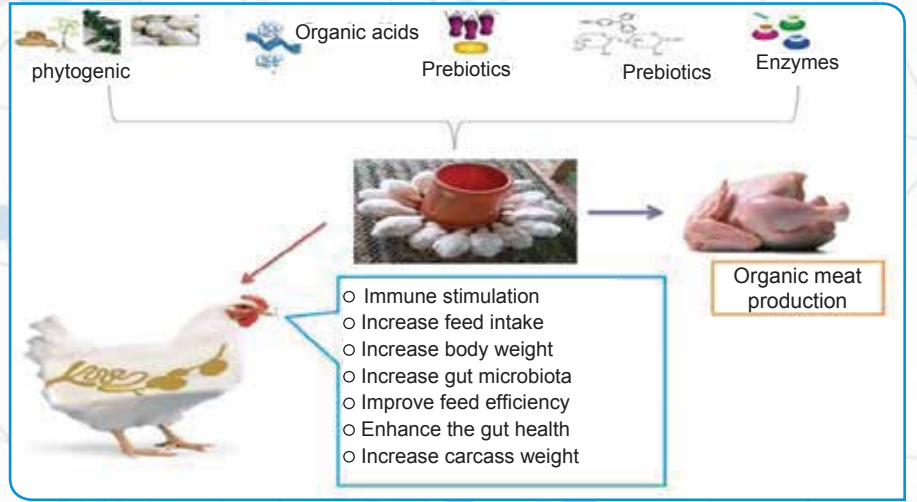 phytogenic
Organic acids
Prebiotics
Prebiotics
Enzymes
Organic meat
production
○ Immune stimulation
○ Increase feed intake
○ Increase body weight
○ Increase gut microbiota
○ Improve feed efficiency
○ Enhance the gut health
○ Increase carcass weight